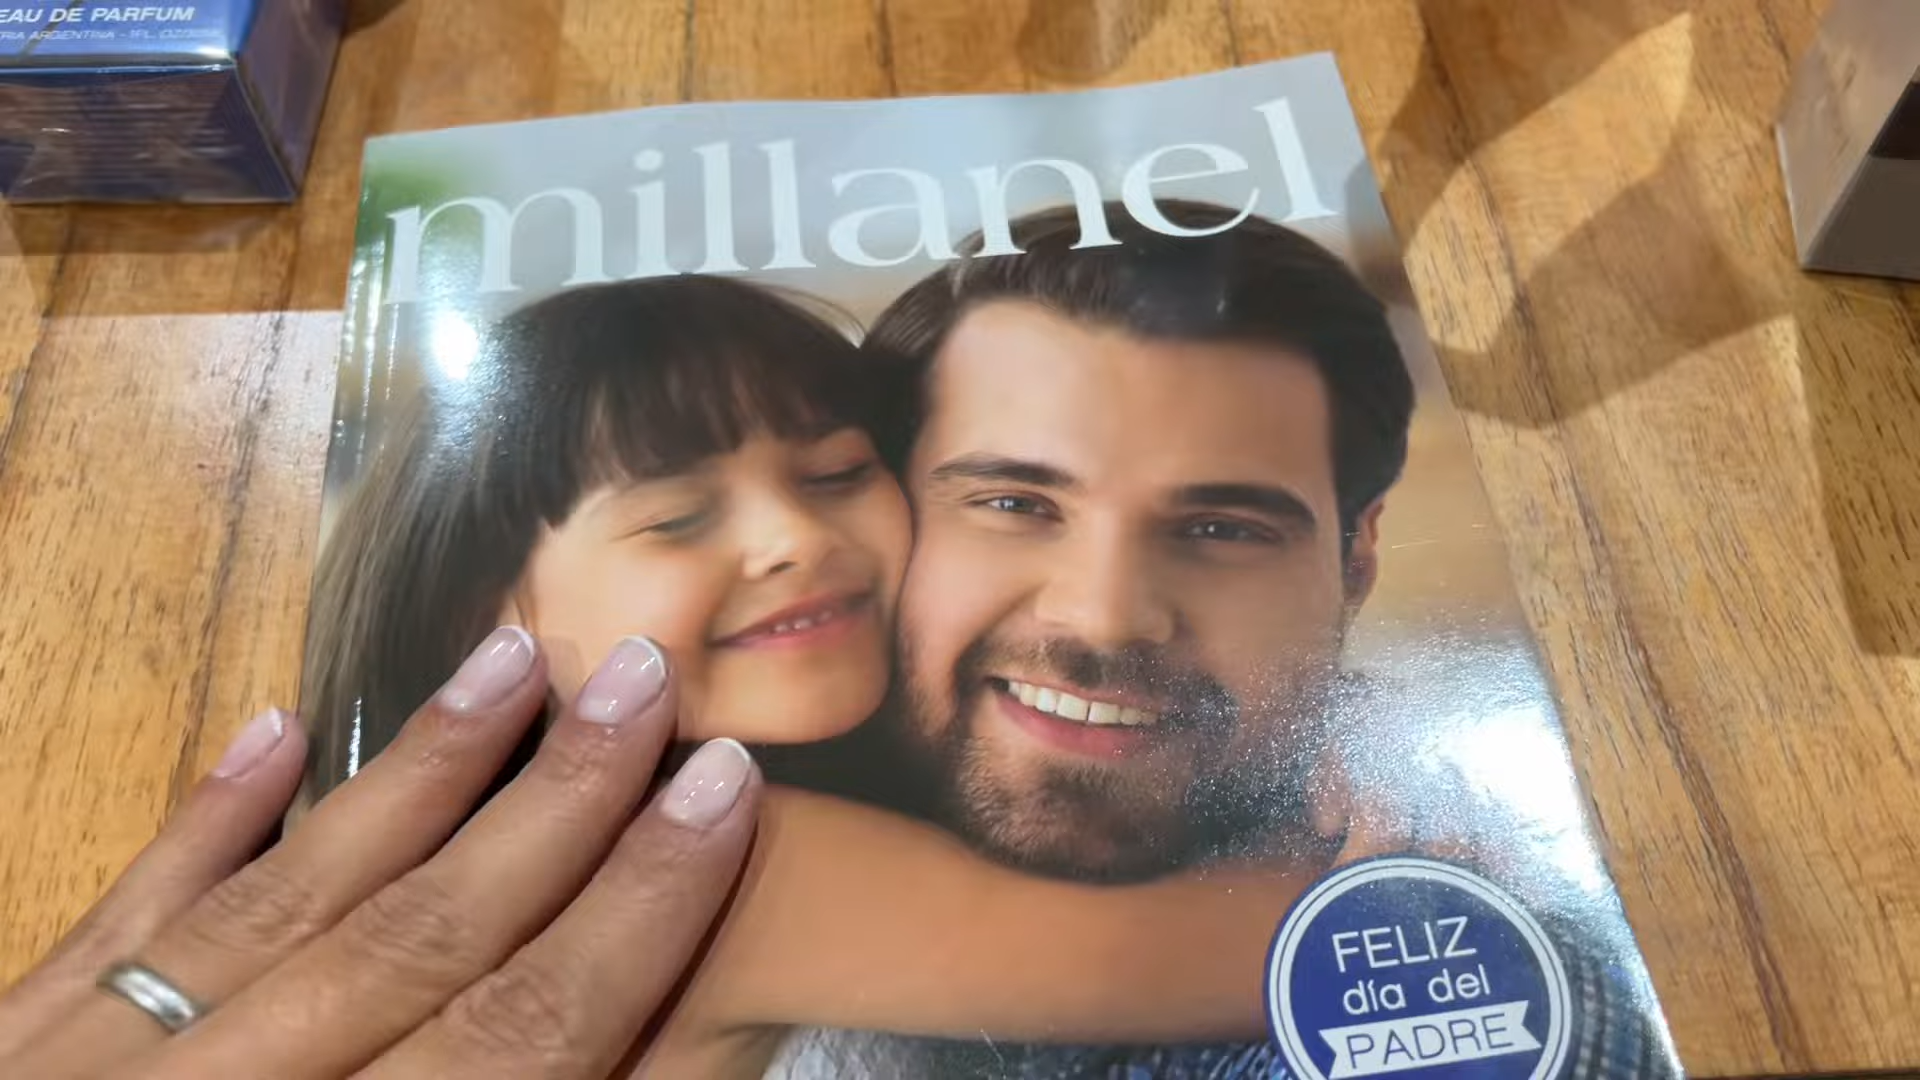 EAU DE PARFUM
millanel
FELIZ
día del
PADRE